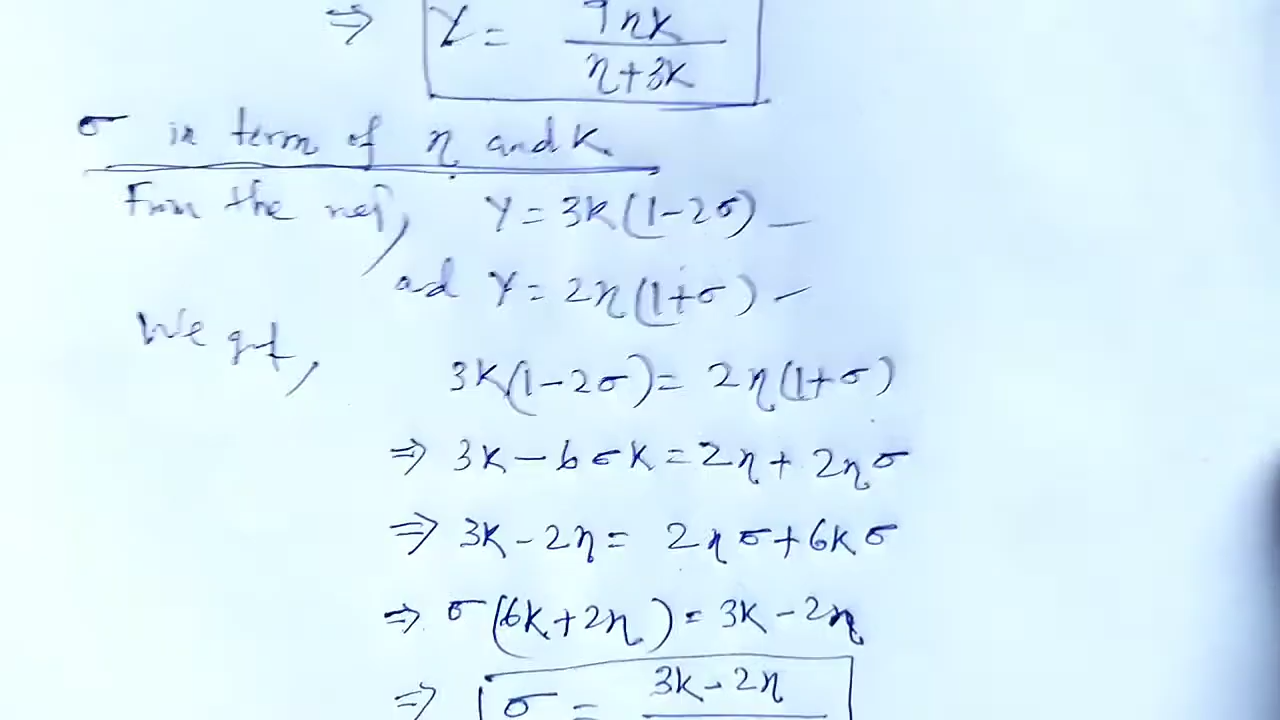 ⇒ Y = 9ηK / η+3K
σ in term of η and K
From the rel, Y = 3K(1-2σ) —
ad Y = 2η(1+σ) —
We get,
3K(1-2σ) = 2η(1+σ)
⇒ 3K - 6σK = 2η + 2ησ
⇒ 3K - 2η = 2ησ + 6Kσ
⇒ σ(6K+2η) = 3K - 2η
⇒ σ = 3K - 2η